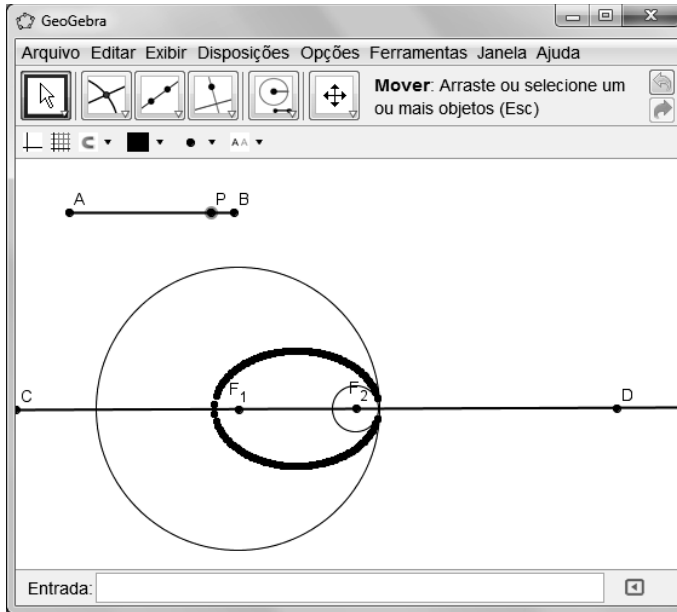 GeoGebra
Arquivo Editar Exibir Disposições Opções Ferramentas Janela Ajuda
Mover: Arraste ou selecione um
ou mais objetos (Esc)
A A
A P B
F1 F2
C D
Entrada: